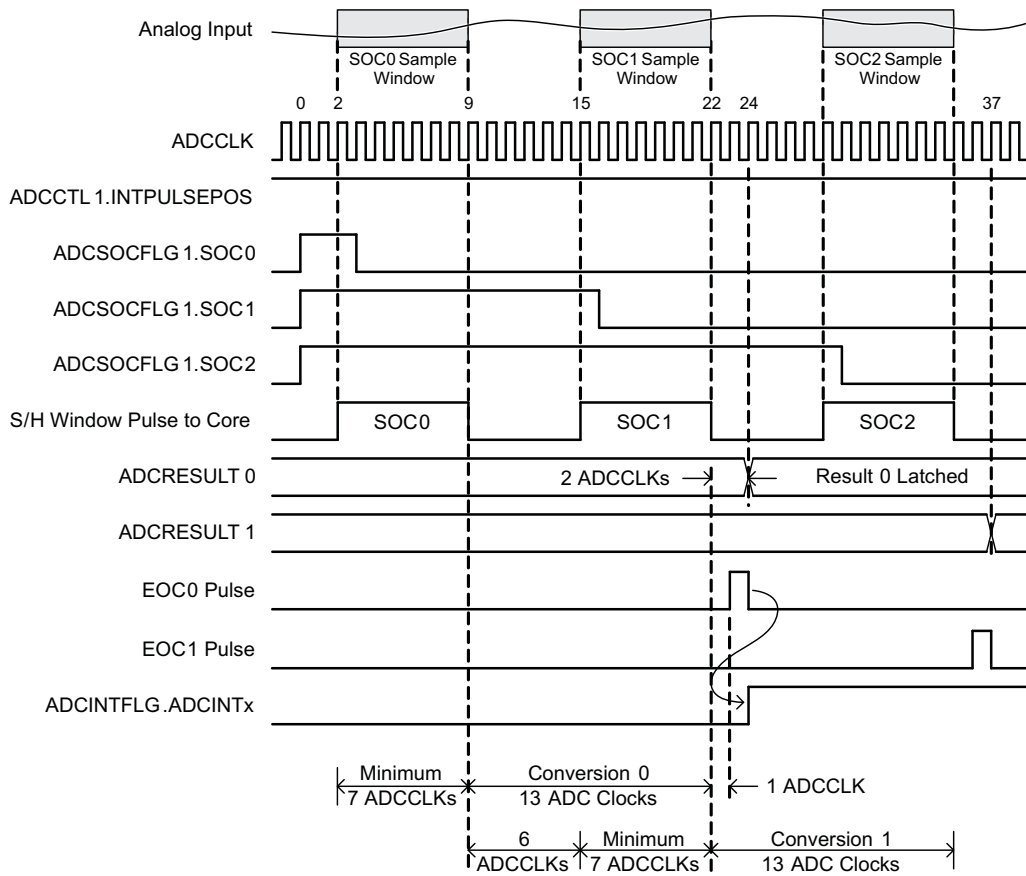 Analog Input
SOC0 Sample
Window
SOC1 Sample
Window
SOC2 Sample
Window
0 2 9 15 22 24 37
ADCCLK
ADCCTL 1.INTPULSEPOS
ADCSOCFLG 1.SOC0
ADCSOCFLG 1.SOC1
ADCSOCFLG 1.SOC2
S/H Window Pulse to Core
SOC0 SOC1 SOC2
ADCRESULT 0
2 ADCCLKs
Result 0 Latched
ADCRESULT 1
EOC0 Pulse
EOC1 Pulse
ADCINTFLG.ADCINTx
Minimum
7 ADCCLKs
Conversion 0
13 ADC Clocks
1 ADCCLK
6
ADCCLKs
Minimum
7 ADCCLKs
Conversion 1
13 ADC Clocks